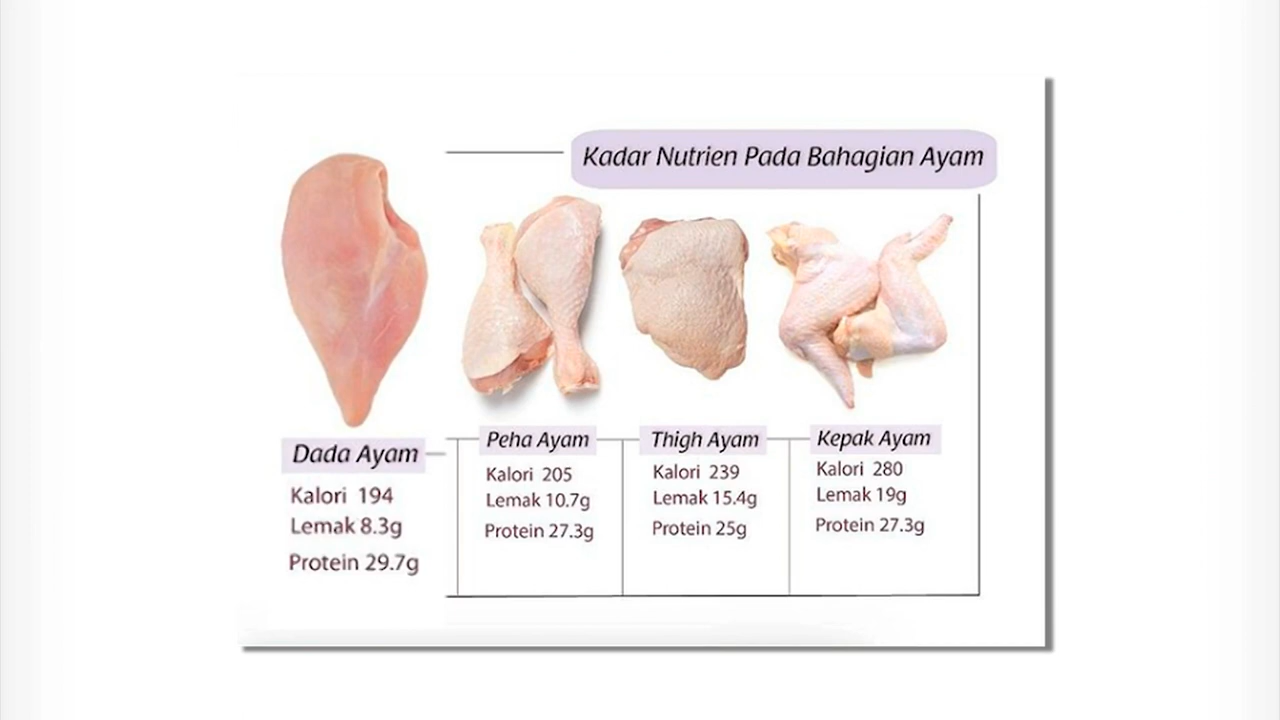 Kadar Nutrien Pada Bahagian Ayam
Dada Ayam
Kalori 194
Lemak 8.3g
Protein 29.7g
Peha Ayam
Kalori 205
Lemak 10.7g
Protein 27.3g
Thigh Ayam
Kalori 239
Lemak 15.4g
Protein 25g
Kepak Ayam
Kalori 280
Lemak 19g
Protein 27.3g